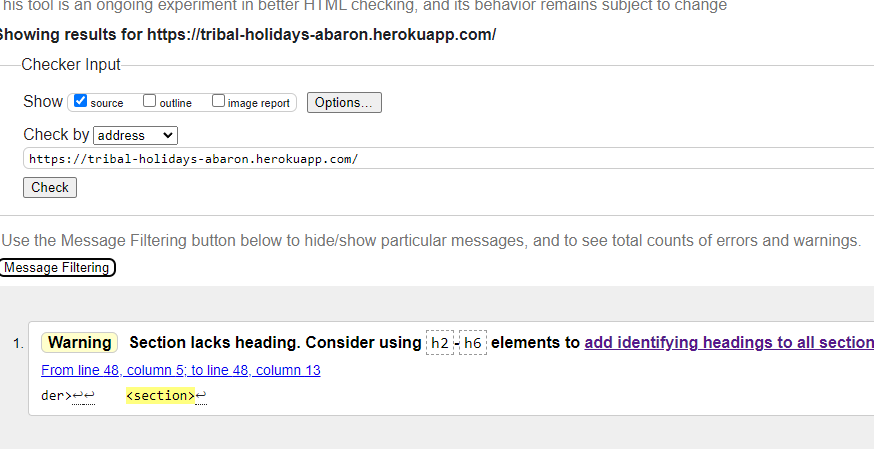 his tool is an ongoing experiment in better HTML checking, and its behavior remains subject to change
Showing results for https://tribal-holidays-abaron.herokuapp.com/
Checker Input
Show source outline image report Options...
Check by address
https://tribal-holidays-abaron.herokuapp.com/
Check
Use the Message Filtering button below to hide/show particular messages, and to see total counts of errors and warnings.
Message Filtering
1. Warning Section lacks heading. Consider using h2-h6 elements to add identifying headings to all section
From line 48, column 5; to line 48, column 13
der>↩↩ <section>↩